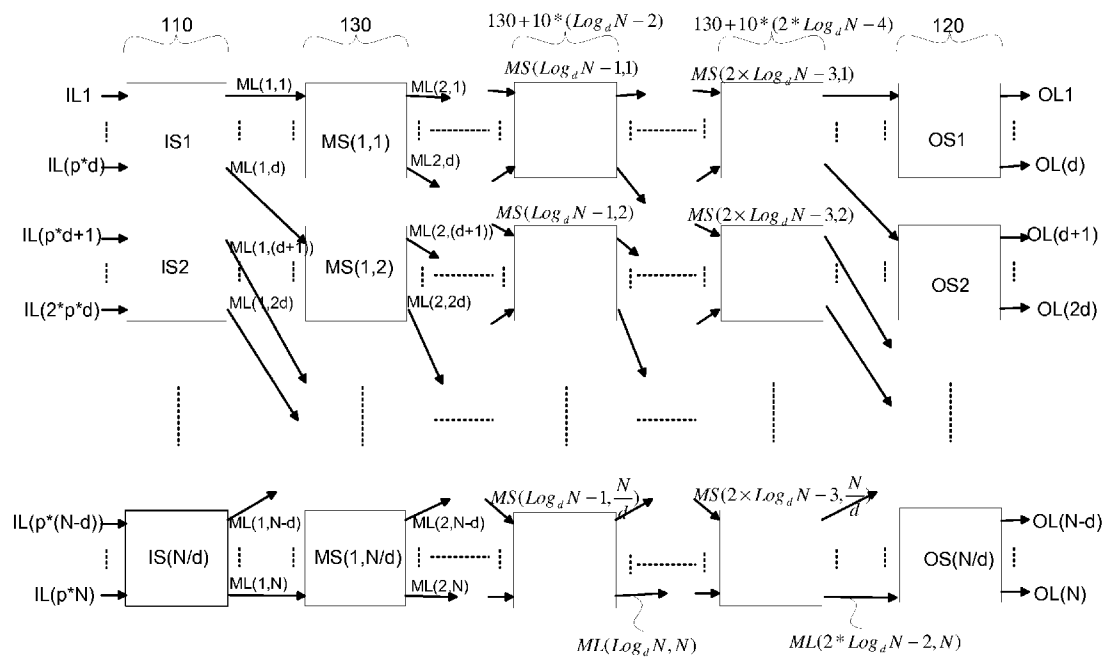 110
130
130+10*(Log_d N−2)
130+10*(2*Log_d N−4)
120
MS(Log_d N−1,1)
MS(2×Log_d N−3,1)
IL1
ML(1,1)
ML(2,1)
OL1
IS1
MS(1,1)
OS1
IL(p*d)
ML(1,d)
ML2,d)
OL(d)
MS(Log_d N−1,2)
MS(2×Log_d N−3,2)
IL(p*d+1)
ML(1,(d+1))
ML(2,(d+1))
OL(d+1)
IS2
MS(1,2)
OS2
IL(2*p*d)
ML(1,2d)
ML(2,2d)
OL(2d)
MS(Log_d N−1,N/d)
MS(2×Log_d N−3,N/d)
IL(p*(N-d))
ML(1,N-d)
ML(2,N-d)
OL(N-d)
IS(N/d)
MS(1,N/d)
OS(N/d)
IL(p*N)
ML(1,N)
ML(2,N)
OL(N)
ML(Log_d N,N)
ML(2*Log_d N−2,N)